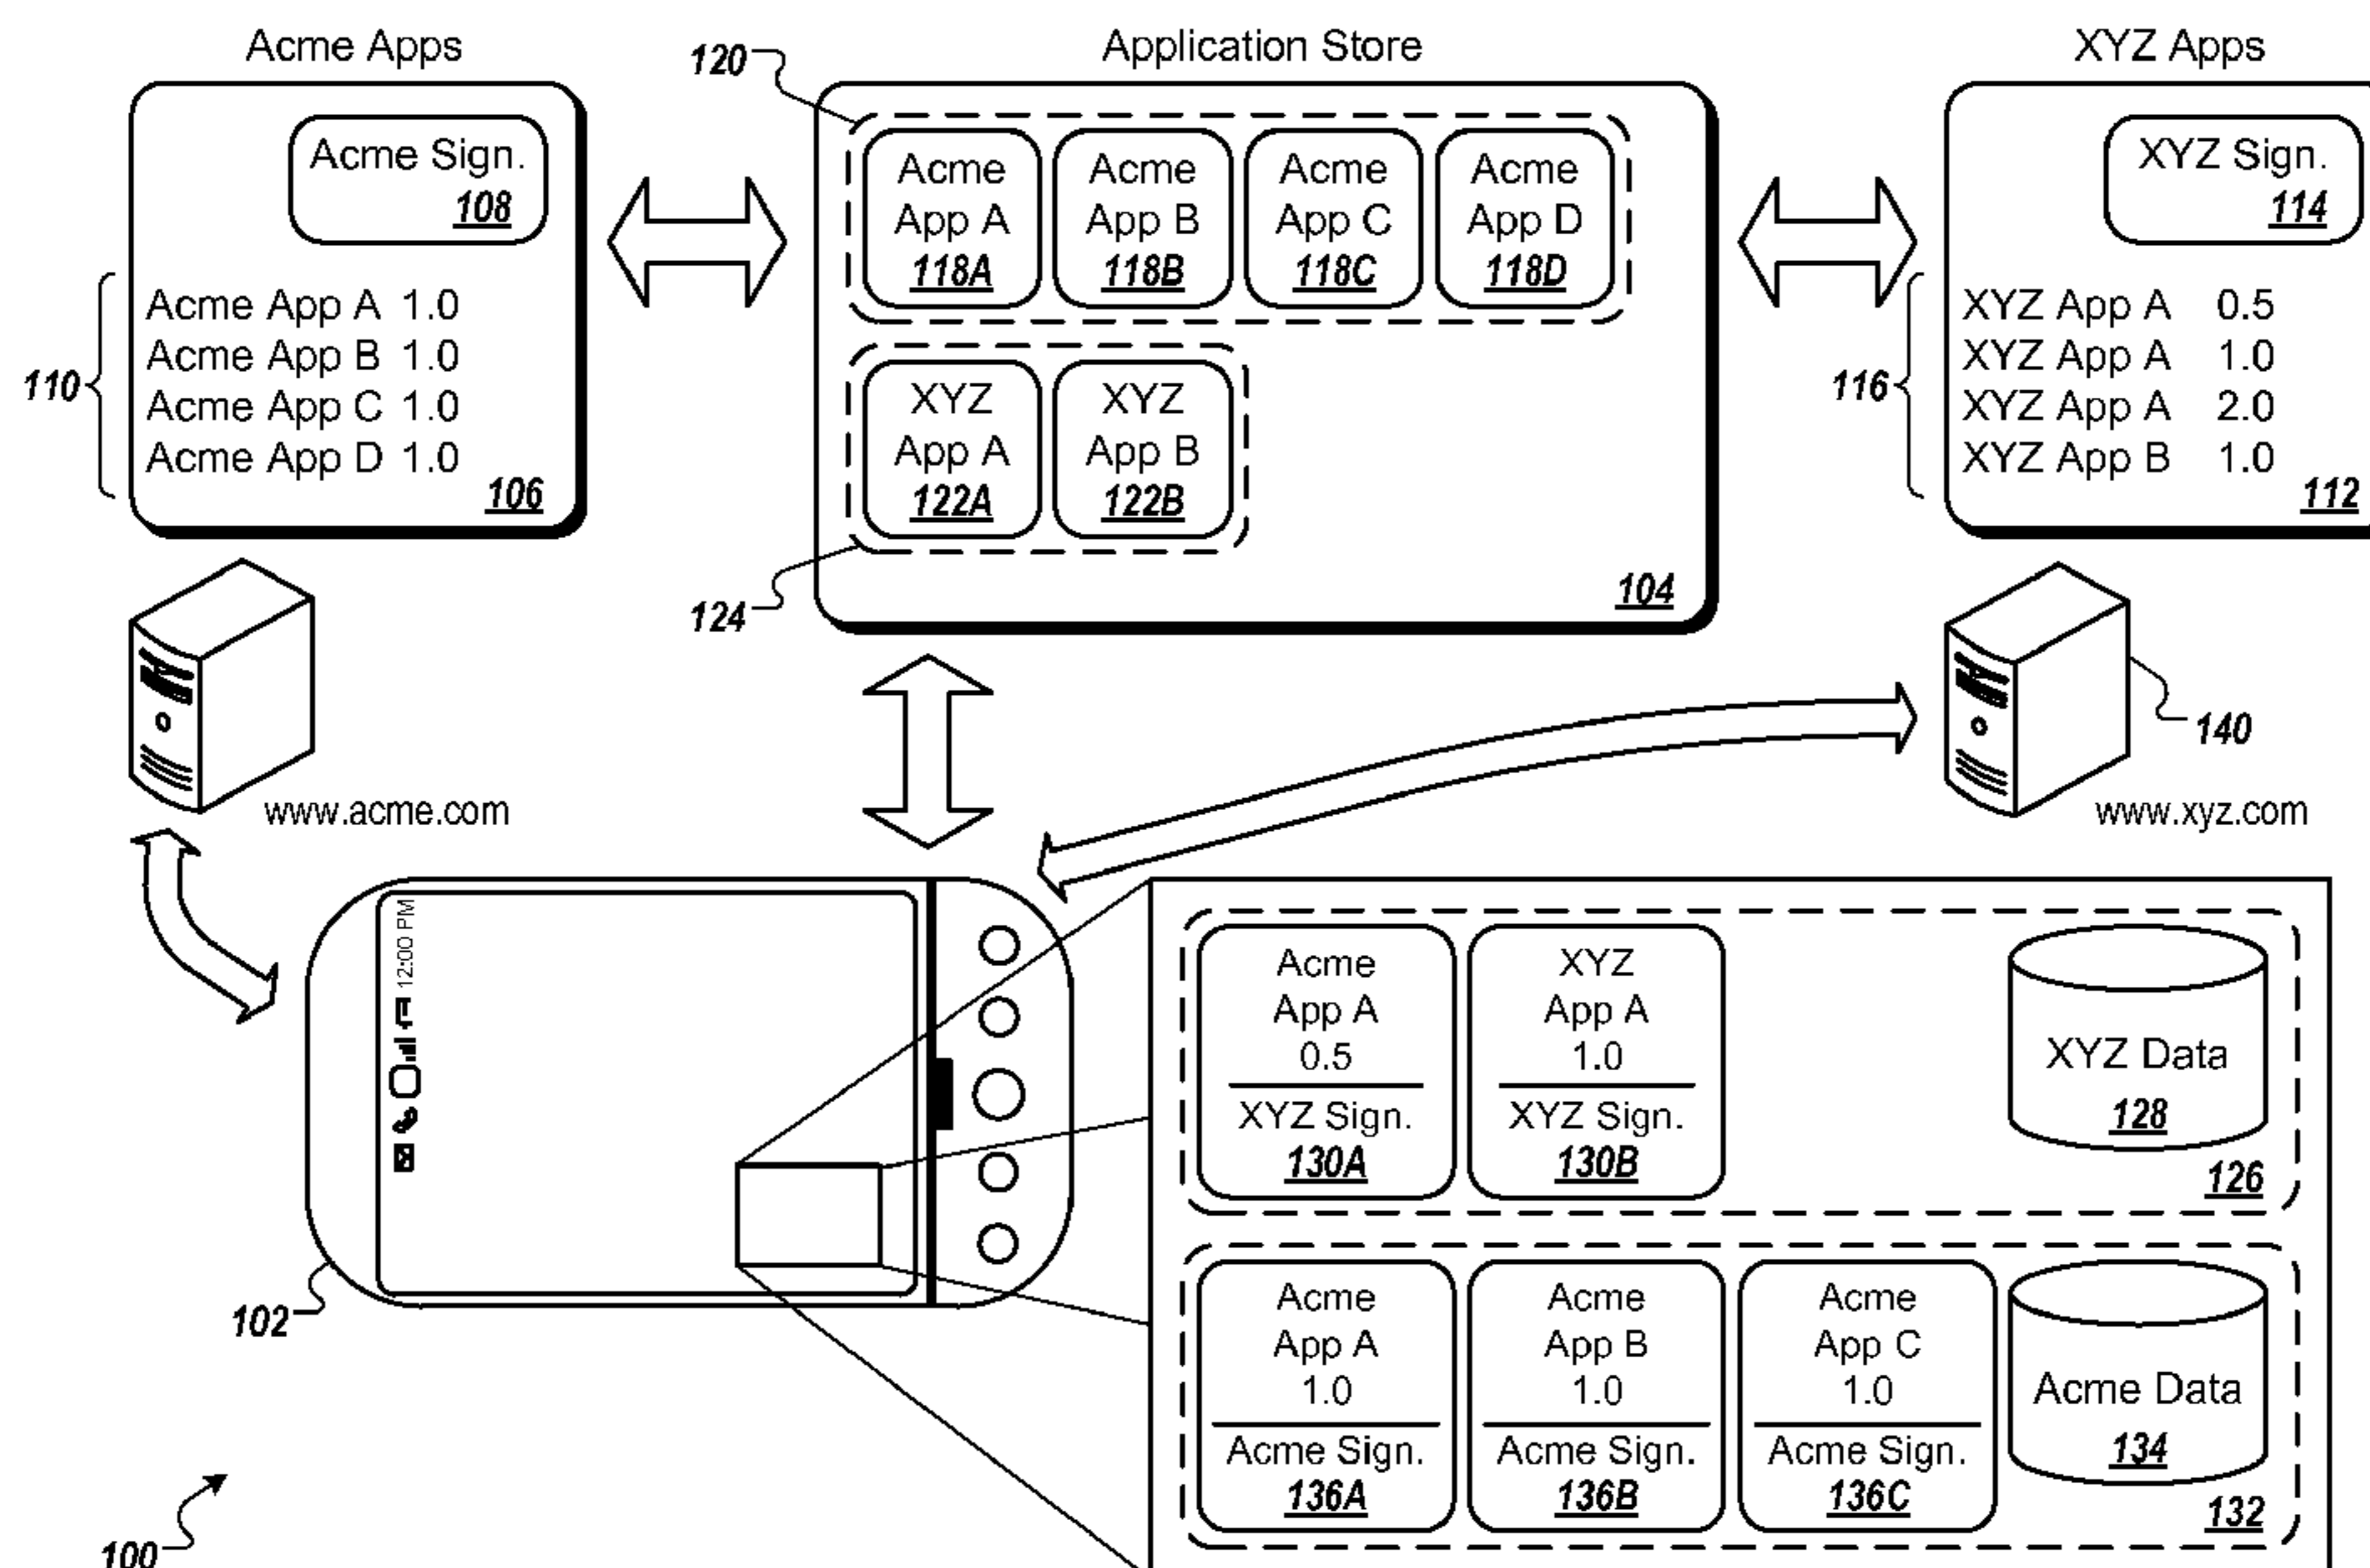 Acme Apps
Acme Sign.
108
110
Acme App A 1.0
Acme App B 1.0
Acme App C 1.0
Acme App D 1.0
106
www.acme.com
Application Store
120
Acme App A 118A
Acme App B 118B
Acme App C 118C
Acme App D 118D
XYZ App A 122A
XYZ App B 122B
124
104
XYZ Apps
XYZ Sign.
114
116
XYZ App A 0.5
XYZ App A 1.0
XYZ App A 2.0
XYZ App B 1.0
112
140
www.xyz.com
12:00 PM
102
Acme App A 0.5
XYZ Sign.
130A
XYZ App A 1.0
XYZ Sign.
130B
XYZ Data
128
126
Acme App A 1.0
Acme Sign.
136A
Acme App B 1.0
Acme Sign.
136B
Acme App C 1.0
Acme Sign.
136C
Acme Data
134
132
100